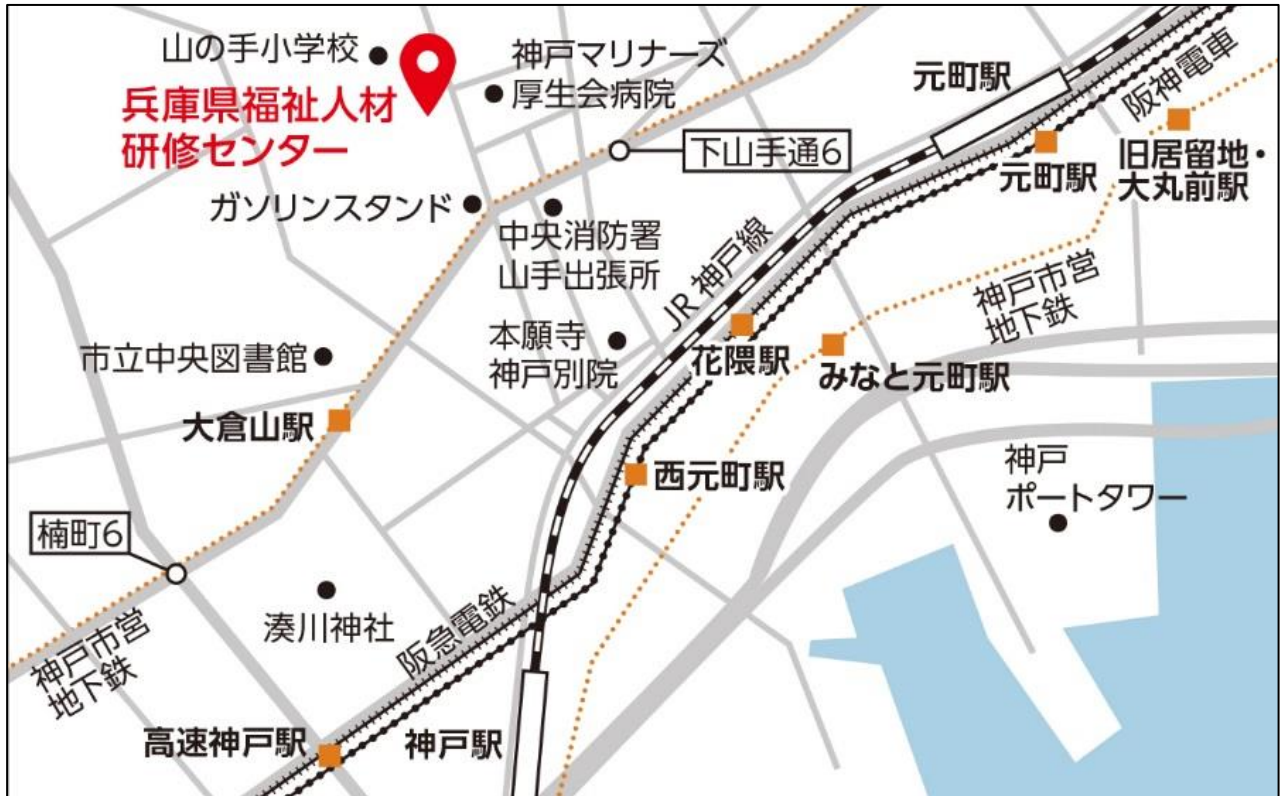 山の手小学校
兵庫県福祉人材
研修センター
神戸マリナーズ
厚生会病院
元町駅
阪神電車
下山手通6
元町駅
旧居留地・
大丸前駅
ガソリンスタンド
中央消防署
山手出張所
JR 神戸線
神戸市営
地下鉄
市立中央図書館
本願寺
神戸別院
花隈駅
みなと元町駅
大倉山駅
西元町駅
神戸
ポートタワー
楠町6
湊川神社
阪急電鉄
神戸市営
地下鉄
高速神戸駅
神戸駅